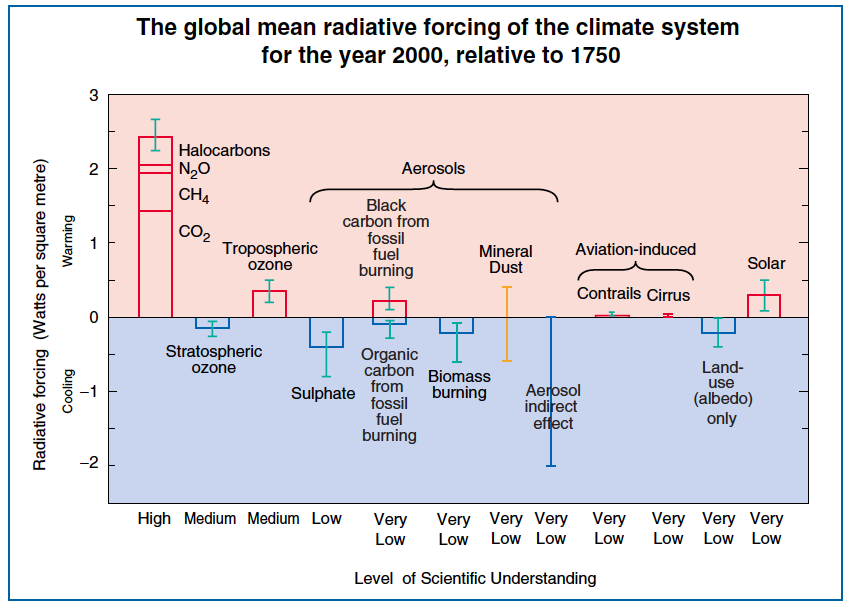 The global mean radiative forcing of the climate system
for the year 2000, relative to 1750
Radiative forcing (Watts per square metre)
Warming
Cooling
3
2
1
0
−1
−2
Halocarbons
N₂O
CH₄
CO₂
Stratospheric
ozone
Tropospheric
ozone
Aerosols
Sulphate
Black
carbon from
fossil
fuel
burning
Organic
carbon
from
fossil
fuel
burning
Biomass
burning
Mineral
Dust
Aerosol
indirect
effect
Aviation-induced
Contrails Cirrus
Land-
use
(albedo)
only
Solar
High Medium Medium Low Very Very Very Very Very Very Very Very
Low Low Low Low Low Low Low Low
Level of Scientific Understanding